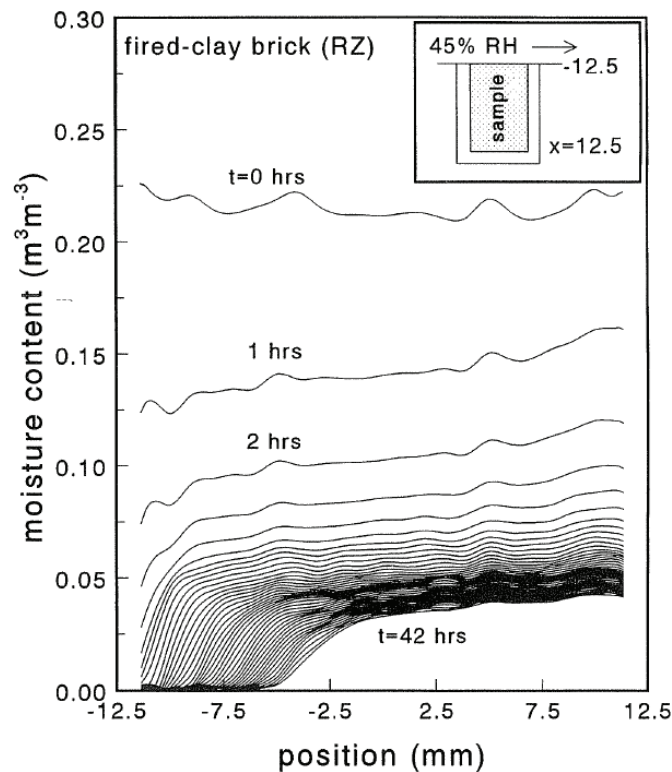 0.30
fired-clay brick (RZ)
45% RH
-12.5
sample
x=12.5
0.25
t=0 hrs
0.20
1 hrs
0.15
2 hrs
0.10
0.05
t=42 hrs
0.00
-12.5 -7.5 -2.5 2.5 7.5 12.5
position (mm)
moisture content (m³m⁻³)